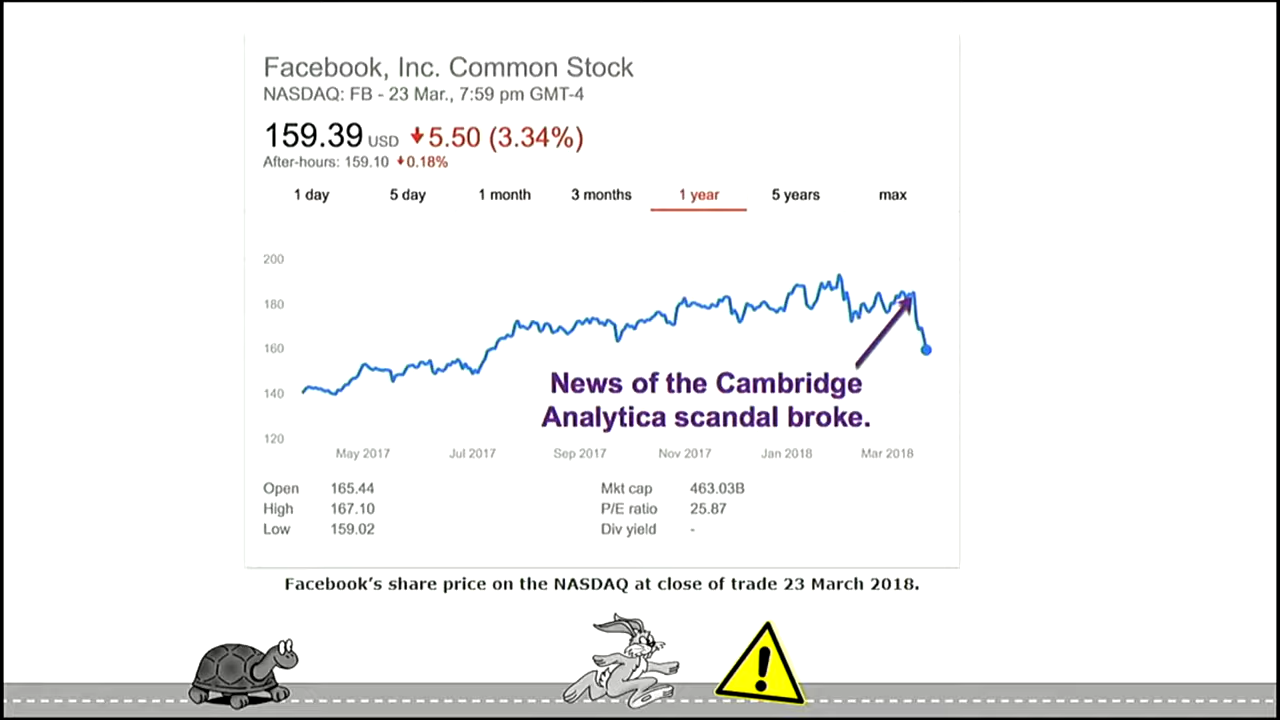 Facebook, Inc. Common Stock
NASDAQ: FB - 23 Mar., 7:59 pm GMT-4
159.39 USD 5.50 (3.34%)
After-hours: 159.10 0.18%
1 day 5 day 1 month 3 months 1 year 5 years max
200
180
160
140
120
News of the Cambridge
Analytica scandal broke.
May 2017 Jul 2017 Sep 2017 Nov 2017 Jan 2018 Mar 2018
Open 165.44 Mkt cap 463.03B
High 167.10 P/E ratio 25.87
Low 159.02 Div yield -
Facebook's share price on the NASDAQ at close of trade 23 March 2018.
!